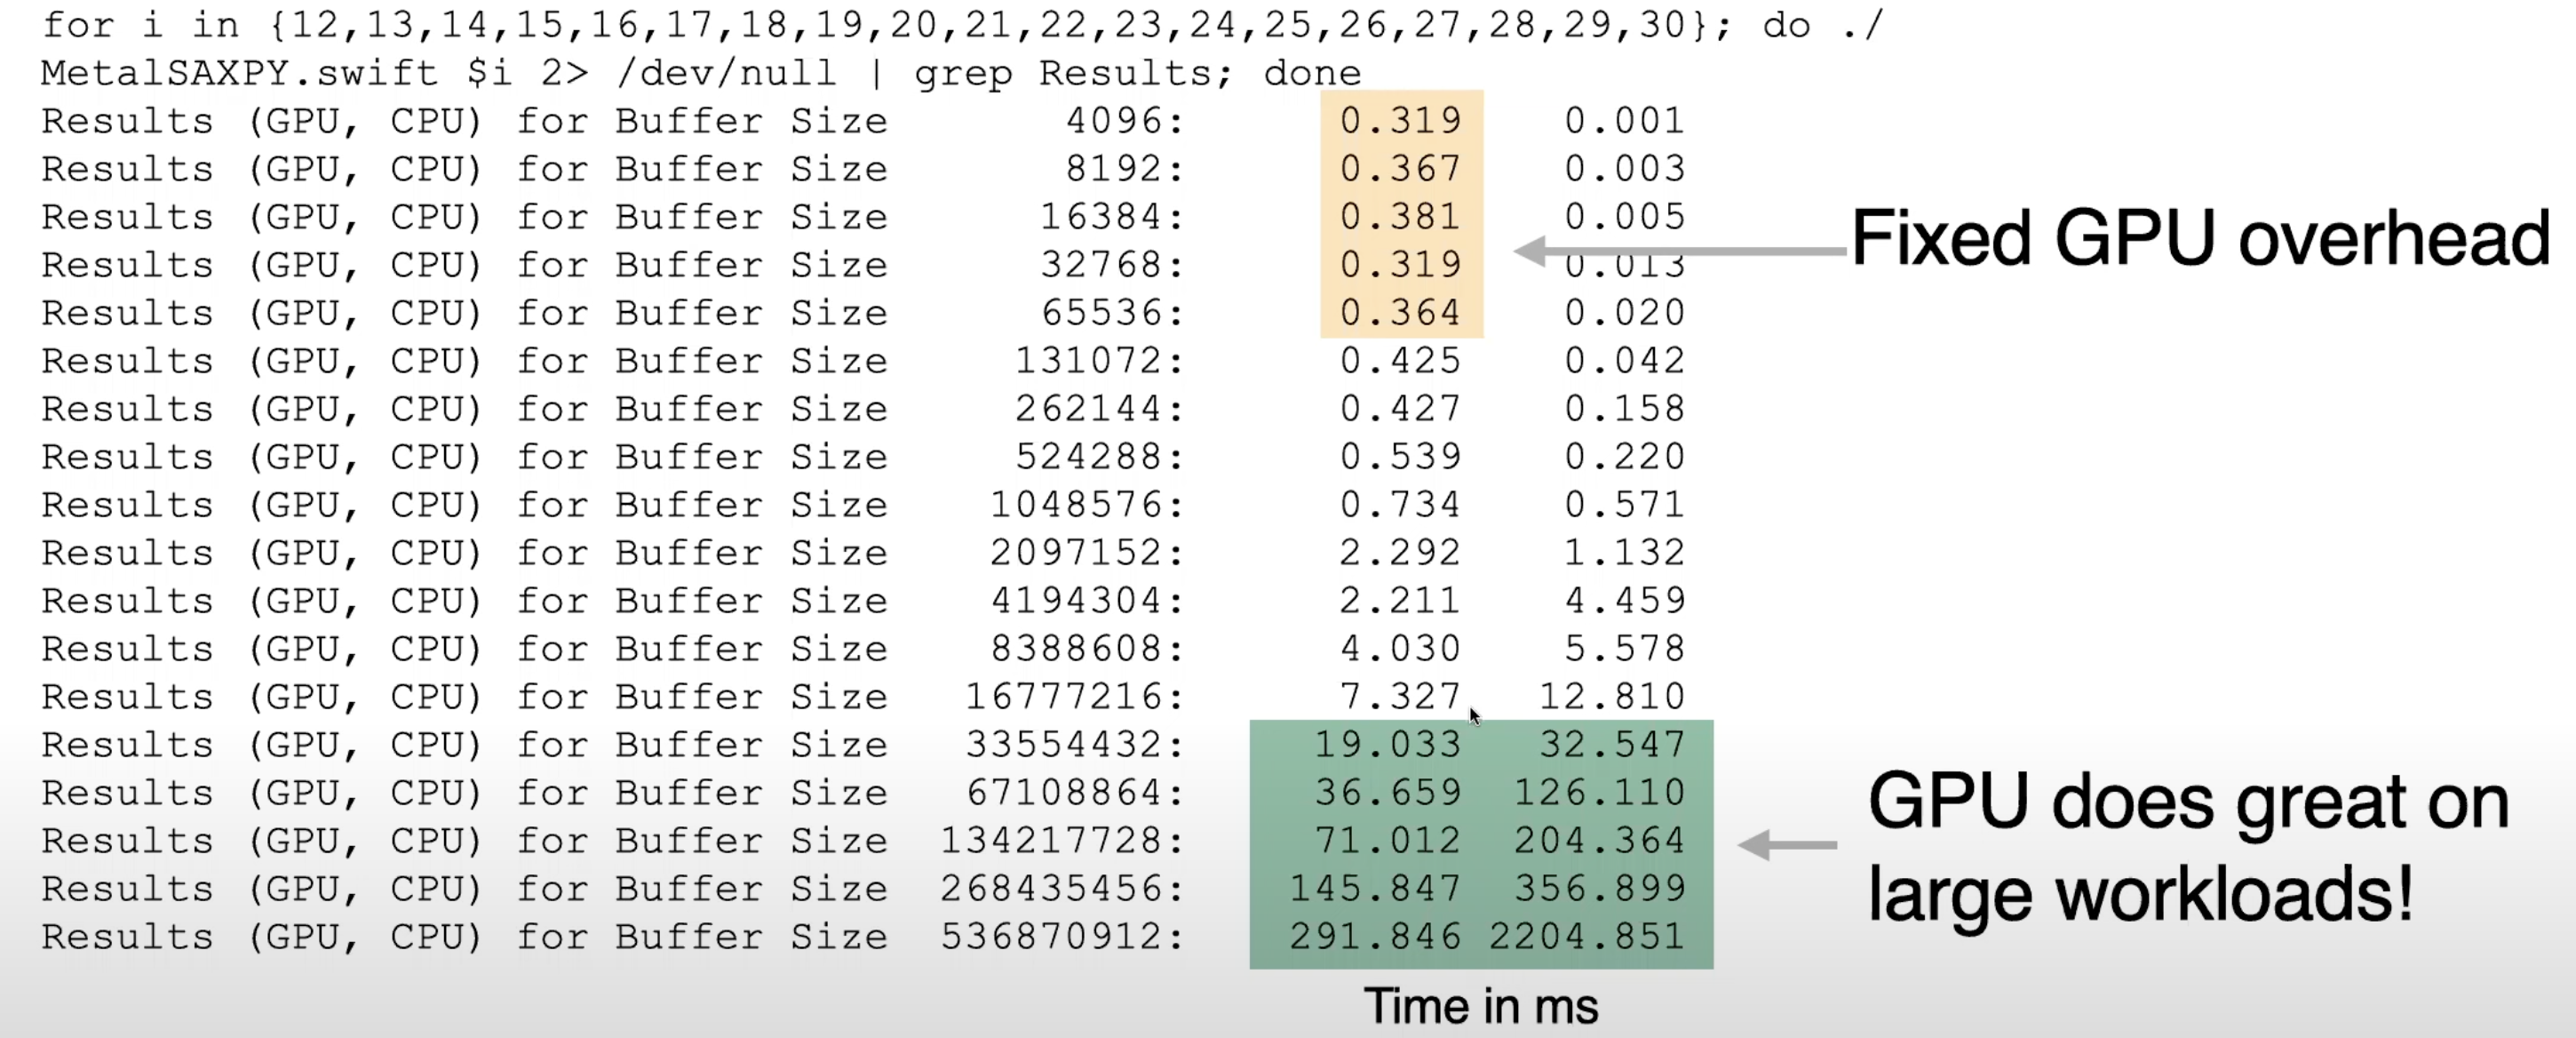 for i in {12,13,14,15,16,17,18,19,20,21,22,23,24,25,26,27,28,29,30}; do ./
MetalSAXPY.swift $i 2> /dev/null | grep Results; done
Results (GPU, CPU) for Buffer Size 4096: 0.319 0.001
Results (GPU, CPU) for Buffer Size 8192: 0.367 0.003
Results (GPU, CPU) for Buffer Size 16384: 0.381 0.005
Results (GPU, CPU) for Buffer Size 32768: 0.319 0.013
Results (GPU, CPU) for Buffer Size 65536: 0.364 0.020
Results (GPU, CPU) for Buffer Size 131072: 0.425 0.042
Results (GPU, CPU) for Buffer Size 262144: 0.427 0.158
Results (GPU, CPU) for Buffer Size 524288: 0.539 0.220
Results (GPU, CPU) for Buffer Size 1048576: 0.734 0.571
Results (GPU, CPU) for Buffer Size 2097152: 2.292 1.132
Results (GPU, CPU) for Buffer Size 4194304: 2.211 4.459
Results (GPU, CPU) for Buffer Size 8388608: 4.030 5.578
Results (GPU, CPU) for Buffer Size 16777216: 7.327 12.810
Results (GPU, CPU) for Buffer Size 33554432: 19.033 32.547
Results (GPU, CPU) for Buffer Size 67108864: 36.659 126.110
Results (GPU, CPU) for Buffer Size 134217728: 71.012 204.364
Results (GPU, CPU) for Buffer Size 268435456: 145.847 356.899
Results (GPU, CPU) for Buffer Size 536870912: 291.846 2204.851
Time in ms
Fixed GPU overhead
GPU does great on
large workloads!